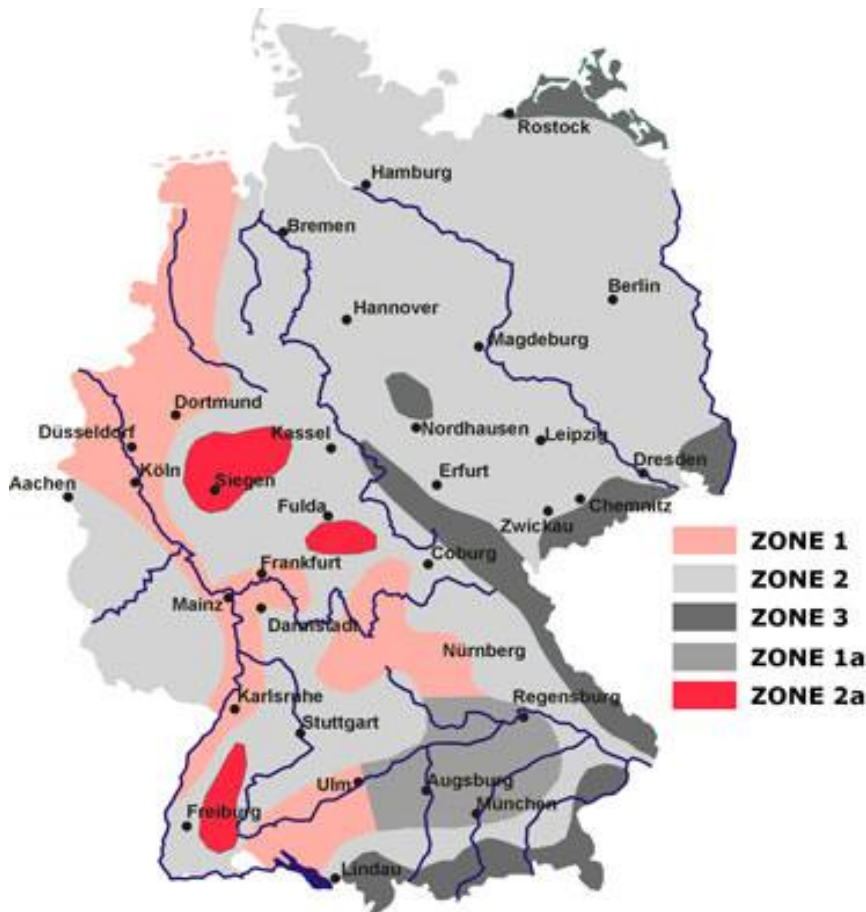 Rostock
Hamburg
Bremen
Berlin
Hannover
Magdeburg
Dortmund
Düsseldorf
Kassel
Nordhausen
Leipzig
Köln
Siegen
Erfurt
Dresden
Aachen
Fulda
Zwickau
Chemnitz
Frankfurt
Coburg
Mainz
Darmstadt
Nürnberg
Karlsruhe
Regensburg
Stuttgart
Ulm
Augsburg
München
Freiburg
Lindau
ZONE 1
ZONE 2
ZONE 3
ZONE 1a
ZONE 2a